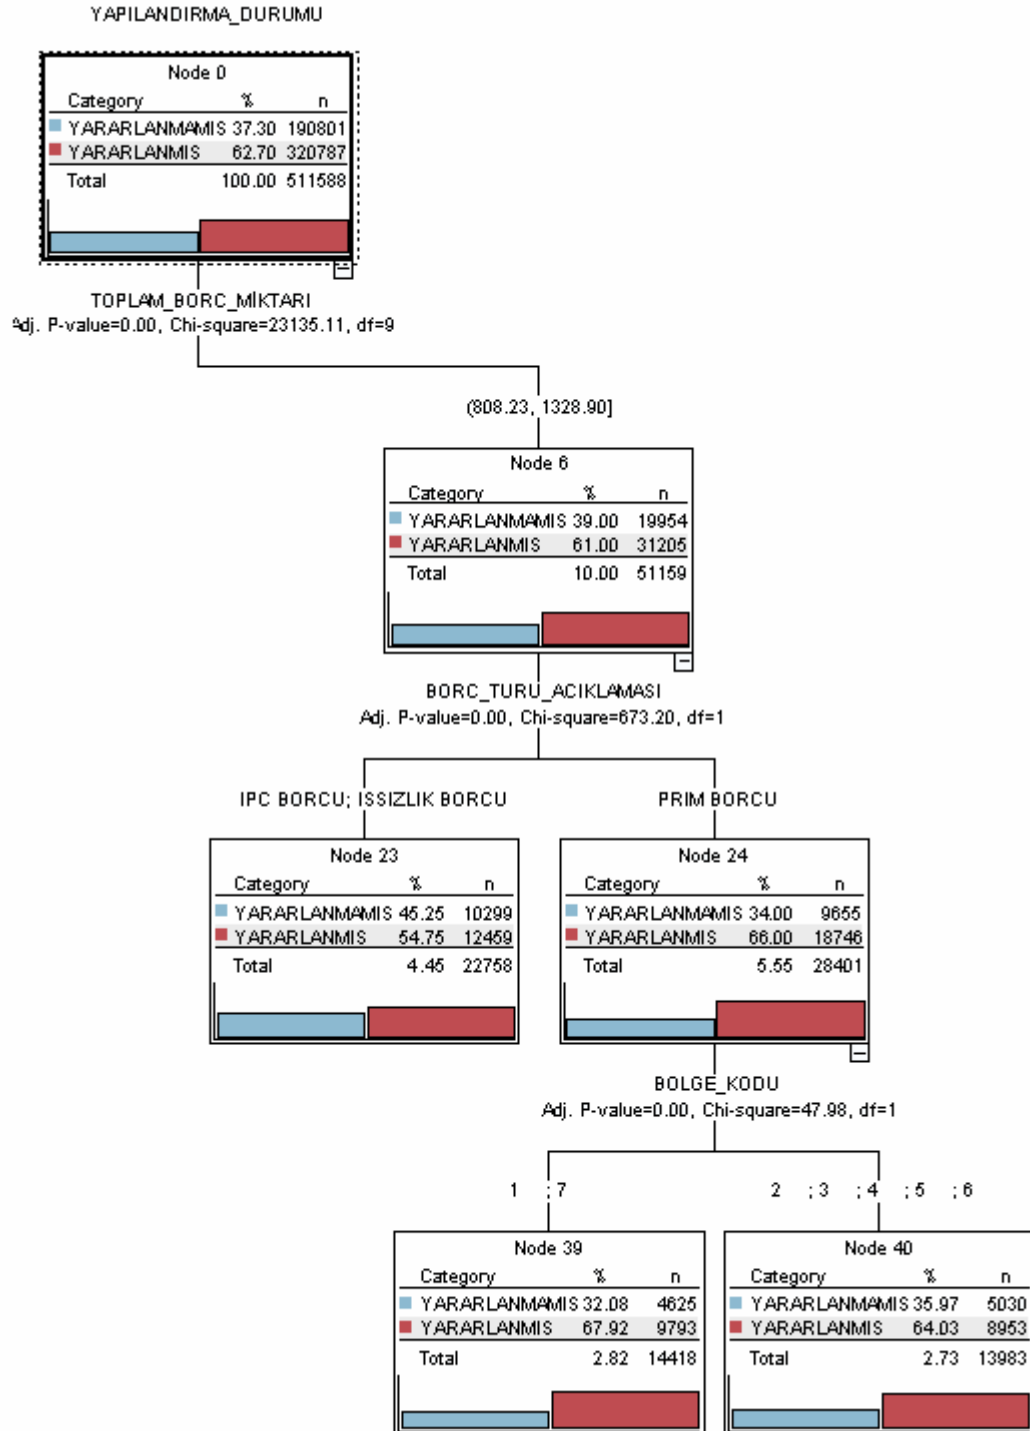 YAPILANDIRMA_DURUMU
Node 0
Category % n
YARARLANMAMIS 37.30 190801
YARARLANMIS 62.70 320787
Total 100.00 511588
TOPLAM_BORC_MİKTARI
Adj. P-value=0.00, Chi-square=23135.11, df=9
(808.23, 1328.90]
Node 6
Category % n
YARARLANMAMIS 39.00 19954
YARARLANMIS 61.00 31205
Total 10.00 51159
BORC_TURU_ACIKLAMASI
Adj. P-value=0.00, Chi-square=673.20, df=1
IPC BORCU; ISSIZLIK BORCU PRIM BORCU
Node 23
Category % n
YARARLANMAMIS 45.25 10299
YARARLANMIS 54.75 12459
Total 4.45 22758
Node 24
Category % n
YARARLANMAMIS 34.00 9655
YARARLANMIS 66.00 18746
Total 5.55 28401
BOLGE_KODU
Adj. P-value=0.00, Chi-square=47.98, df=1
1 ; 7 2 ; 3 ; 4 ; 5 ; 6
Node 39
Category % n
YARARLANMAMIS 32.08 4625
YARARLANMIS 67.92 9793
Total 2.82 14418
Node 40
Category % n
YARARLANMAMIS 35.97 5030
YARARLANMIS 64.03 8953
Total 2.73 13983